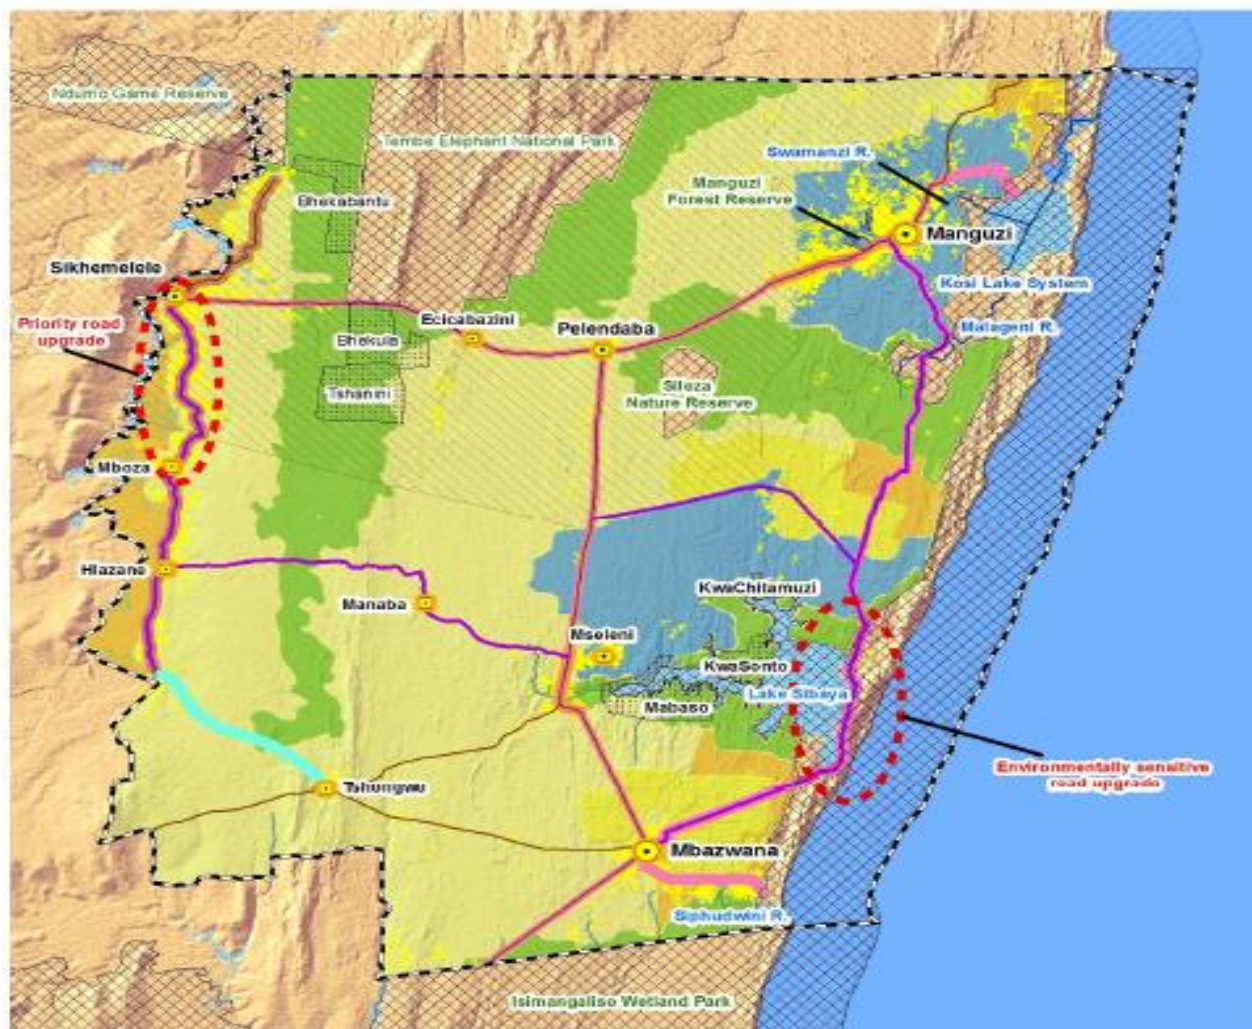 Ndumo Game Reserve
Tembe Elephant National Park
Swamanzi R.
Manguzi
Forest Reserve
Bhekabantu
Manguzi
Sikhemelele
Kosi Lake System
Priority road
upgrade
Ecicabazini
Pelendaba
Malageni R.
Bhekula
Tshanini
Sileza
Nature Reserve
Mboza
Hlazane
Manaba
KwaChitamuzi
Mseleni
KwaSonto
Lake Sibaya
Mabaso
Environmentally sensitive
road upgrade
Tshungwu
Mbazwana
Siphudwini R.
Isimangaliso Wetland Park